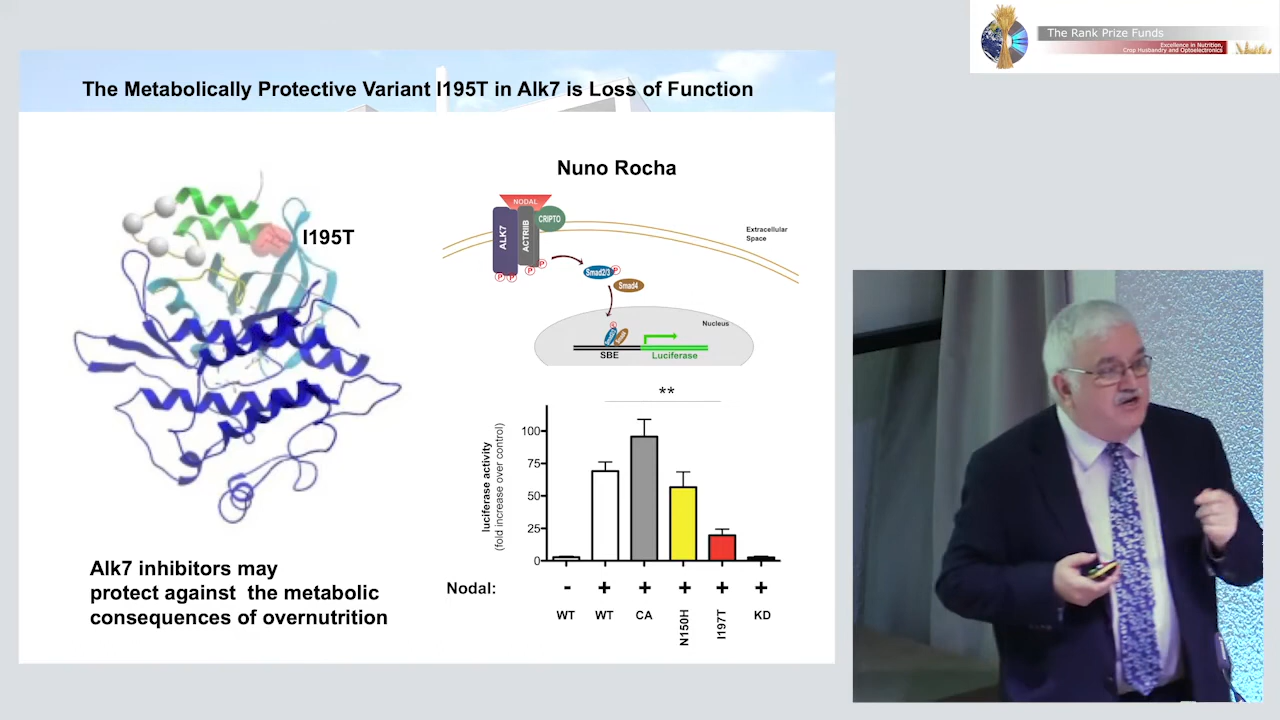 The Rank Prize Funds
Excellence in Nutrition,
Crop Husbandry and Optoelectronics
The Metabolically Protective Variant I195T in Alk7 is Loss of Function
Nuno Rocha
I195T
NODAL
CRIPTO
ALK7
ACTRIIB
Extracellular
Space
P P P P
Smad2/3 P
Smad4
Nucleus
SBE
Luciferase
**
luciferase activity
(fold increase over control)
100
75
50
25
0
Nodal: - + + + + +
WT WT CA N150H I197T KD
Alk7 inhibitors may
protect against the metabolic
consequences of overnutrition